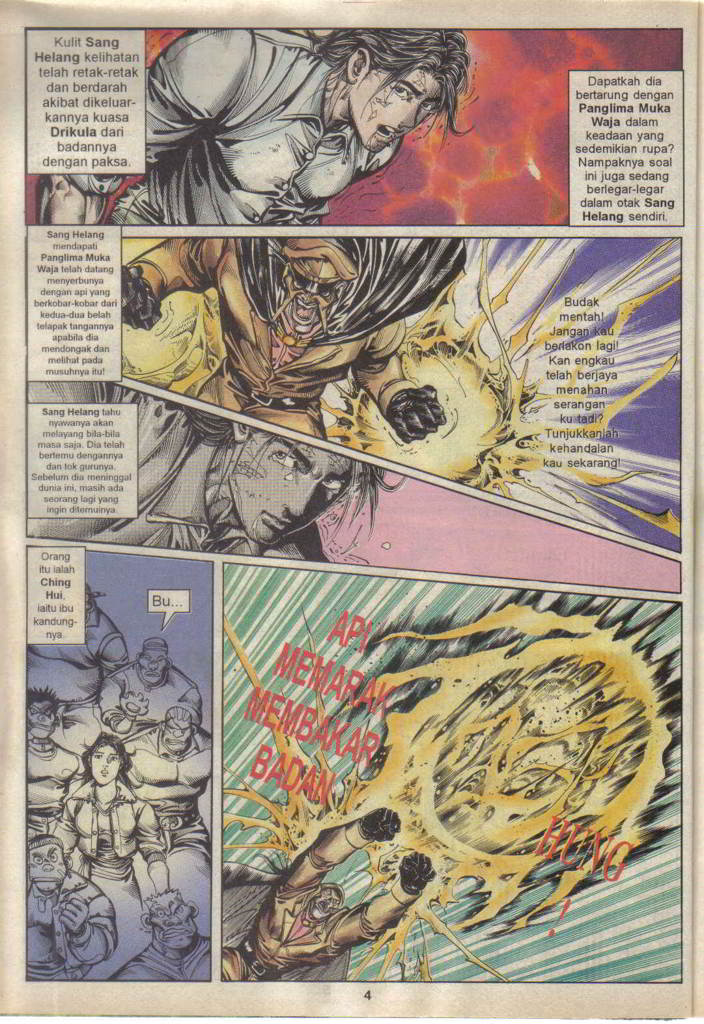 Kulit Sang
Helang kelihatan
telah retak-retak
dan berdarah
akibat dikeluar-
kannya kuasa
Drikula dari
badannya
dengan paksa.
Dapatkah dia
bertarung dengan
Panglima Muka
Waja dalam
keadaan yang
sedemikian rupa?
Nampaknya soal
ini juga sedang
berlegar-legar
dalam otak Sang
Helang sendiri.
Sang Helang
mendapati
Panglima Muka
Waja telah datang
menyerbunya
dengan api yang
berkobar-kobar dari
kedua-dua belah
telapak tangannya
apabila dia
mendongak dan
melihat pada
musuhnya itu!
Budak
mentah!
Jangan kau
berlakon lagi!
Kan engkau
telah berjaya
menahan
serangan
ku tadi?
Tunjukkanlah
kehandalan
kau sekarang!
Sang Helang tahu
nyawanya akan
melayang bila-bila
masa saja. Dia telah
bertemu dengannya
dan tok gurunya.
Sebelum dia meninggal
dunia ini, masih ada
seorang lagi yang
ingin ditemuinya.
Orang
itu ialah
Ching
Hui,
iaitu ibu
kandung-
nya.
Bu...
API
MEMARAK
MEMBAKAR
BADAN
HUNG
!
4